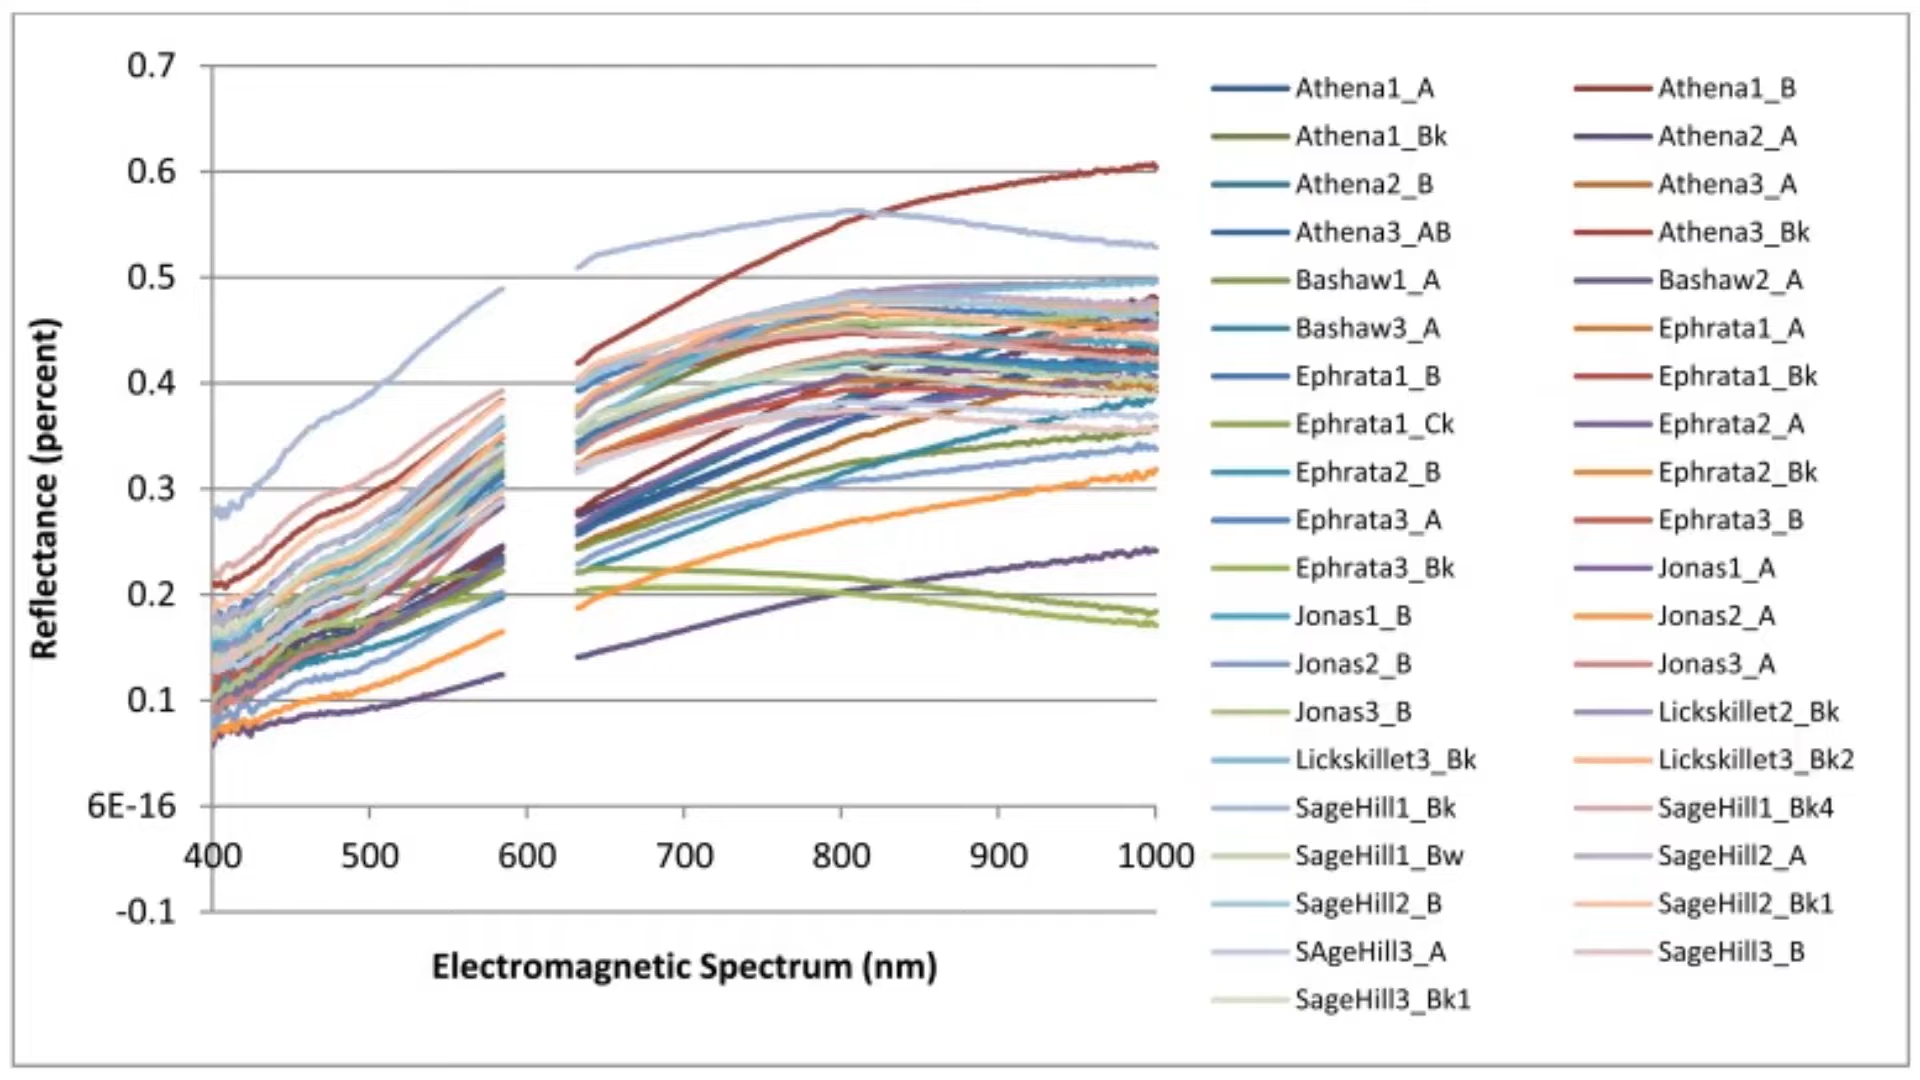 0.7
0.6
0.5
0.4
0.3
0.2
0.1
6E-16
-0.1
Reflectance (percent)
400 500 600 700 800 900 1000
Electromagnetic Spectrum (nm)
Athena1_A Athena1_B
Athena1_Bk Athena2_A
Athena2_B Athena3_A
Athena3_AB Athena3_Bk
Bashaw1_A Bashaw2_A
Bashaw3_A Ephrata1_A
Ephrata1_B Ephrata1_Bk
Ephrata1_Ck Ephrata2_A
Ephrata2_B Ephrata2_Bk
Ephrata3_A Ephrata3_B
Ephrata3_Bk Jonas1_A
Jonas1_B Jonas2_A
Jonas2_B Jonas3_A
Jonas3_B Lickskillet2_Bk
Lickskillet3_Bk Lickskillet3_Bk2
SageHill1_Bk SageHill1_Bk4
SageHill1_Bw SageHill2_A
SageHill2_B SageHill2_Bk1
SAgeHill3_A SageHill3_B
SageHill3_Bk1